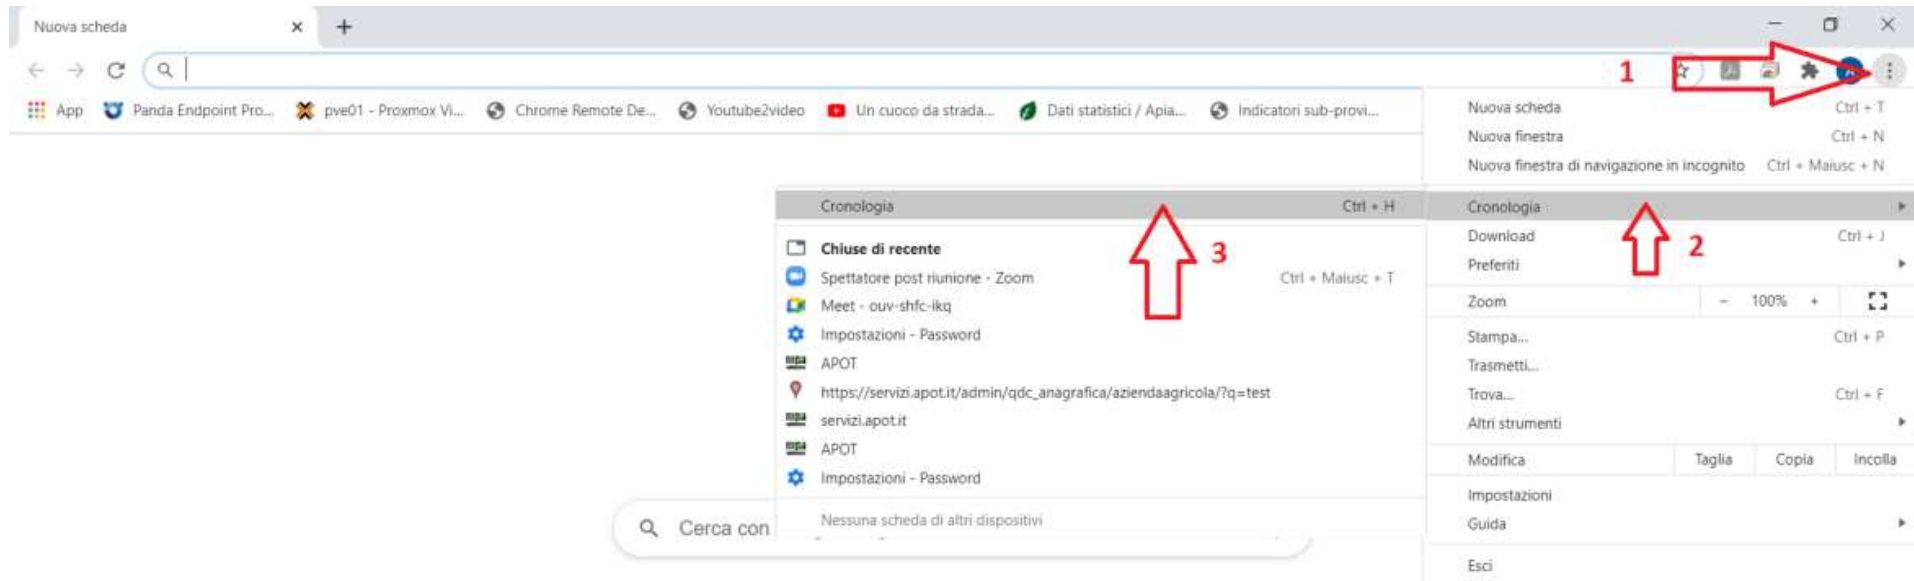 Nuova scheda
1
App Panda Endpoint Pro... pve01 - Proxmox Vi... Chrome Remote De... Youtube2video Un cuoco da strada... Dati statistici / Apia... Indicatori sub-provi...
Nuova scheda Ctrl + T
Nuova finestra Ctrl + N
Nuova finestra di navigazione in incognito Ctrl + Maiusc + N
Cronologia
2
Download Ctrl + J
Preferiti
Zoom - 100% +
Stampa... Ctrl + P
Trasmetti...
Trova... Ctrl + F
Altri strumenti
Modifica Taglia Copia Incolla
Impostazioni
Guida
Esci
Cronologia Ctrl + H
3
Chiuse di recente
Spettatore post riunione - Zoom Ctrl + Maiusc + T
Meet - ouv-shfc-ikq
Impostazioni - Password
APOT
https://servizi.apot.it/admin/qdc_anagrafica/aziendaagricola/?q=test
servizi.apot.it
APOT
Impostazioni - Password
Nessuna scheda di altri dispositivi
Cerca con